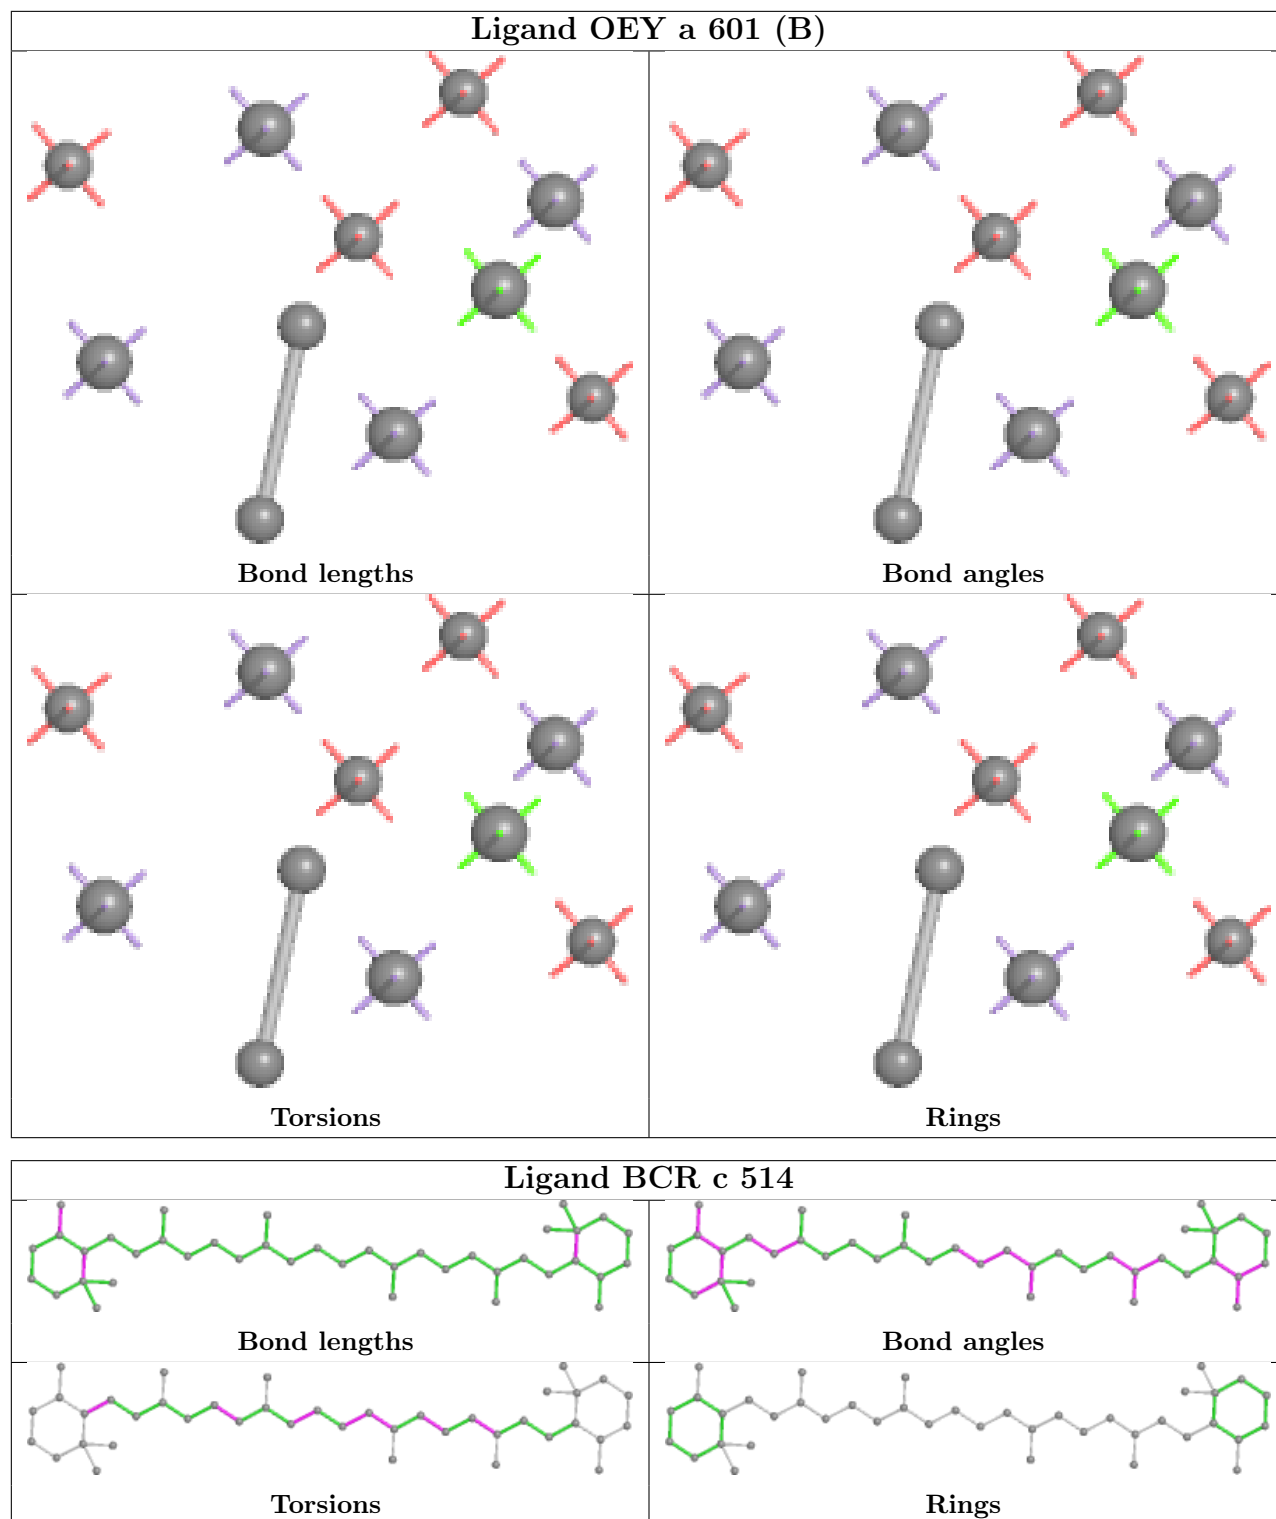 Ligand OEY a 601 (B)
Bond lengths
Bond angles
Torsions
Rings
Ligand BCR c 514
Bond lengths
Bond angles
Torsions
Rings